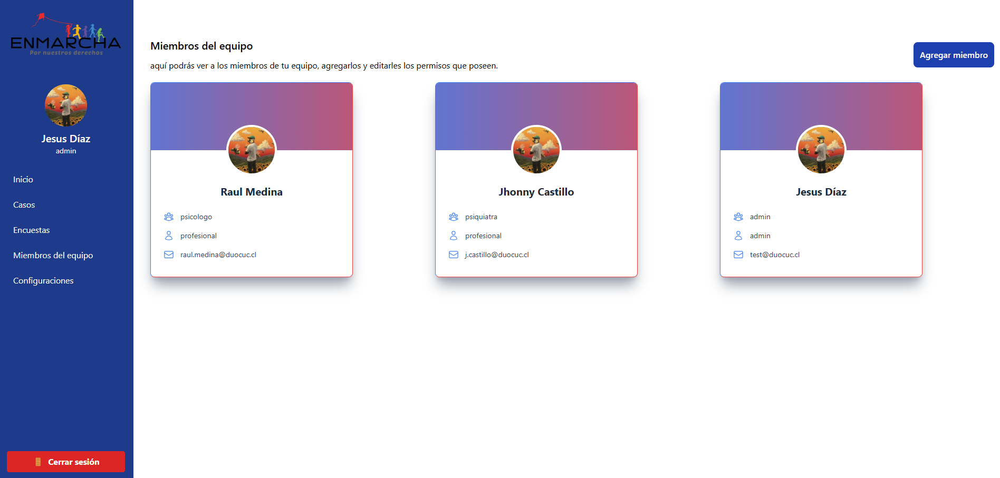 ENMARCHA
Por nuestros derechos
Jesus Díaz
admin
Inicio
Casos
Encuestas
Miembros del equipo
Configuraciones
Cerrar sesión
Miembros del equipo
aquí podrás ver a los miembros de tu equipo, agregarlos y editarles los permisos que poseen.
Agregar miembro
Raul Medina
psicologo
profesional
raul.medina@duocuc.cl
Jhonny Castillo
psiquiatra
profesional
j.castillo@duocuc.cl
Jesus Díaz
admin
admin
test@duocuc.cl